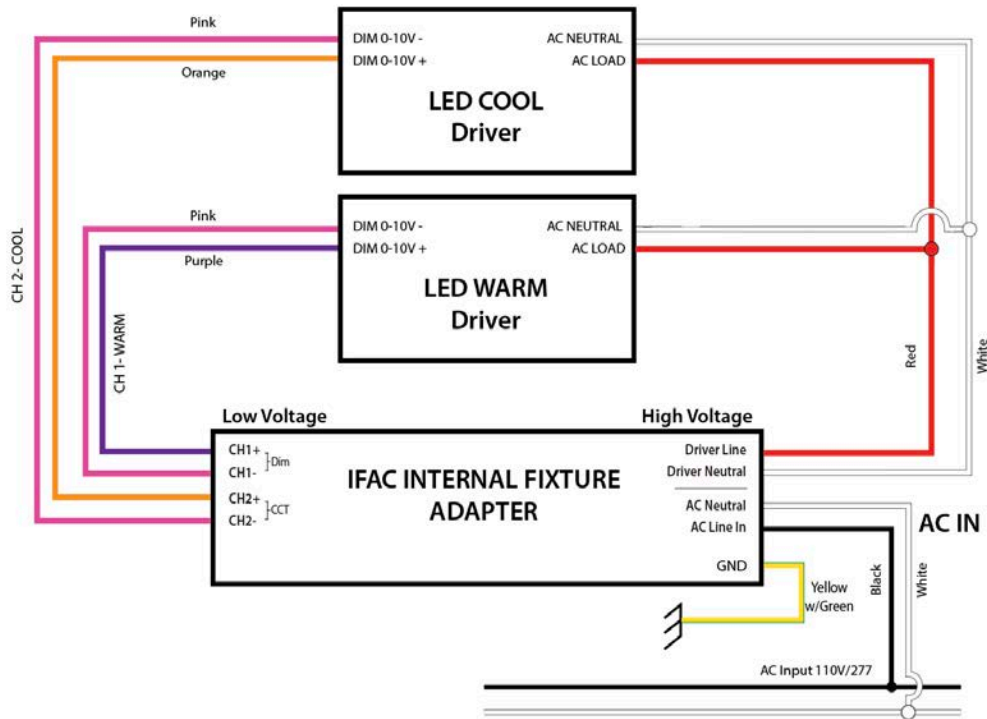 Pink
DIM 0-10V -
AC NEUTRAL
DIM 0-10V +
AC LOAD
Orange
LED COOL
Driver
Pink
DIM 0-10V -
AC NEUTRAL
DIM 0-10V +
AC LOAD
Purple
LED WARM
Driver
CH 2- COOL
CH 1- WARM
Red
White
Low Voltage
High Voltage
CH1+
Dim
CH1-
CH2+
CCT
CH2-
IFAC INTERNAL FIXTURE
ADAPTER
Driver Line
Driver Neutral
AC Neutral
AC Line In
GND
AC IN
Black
White
Yellow
w/Green
AC Input 110V/277